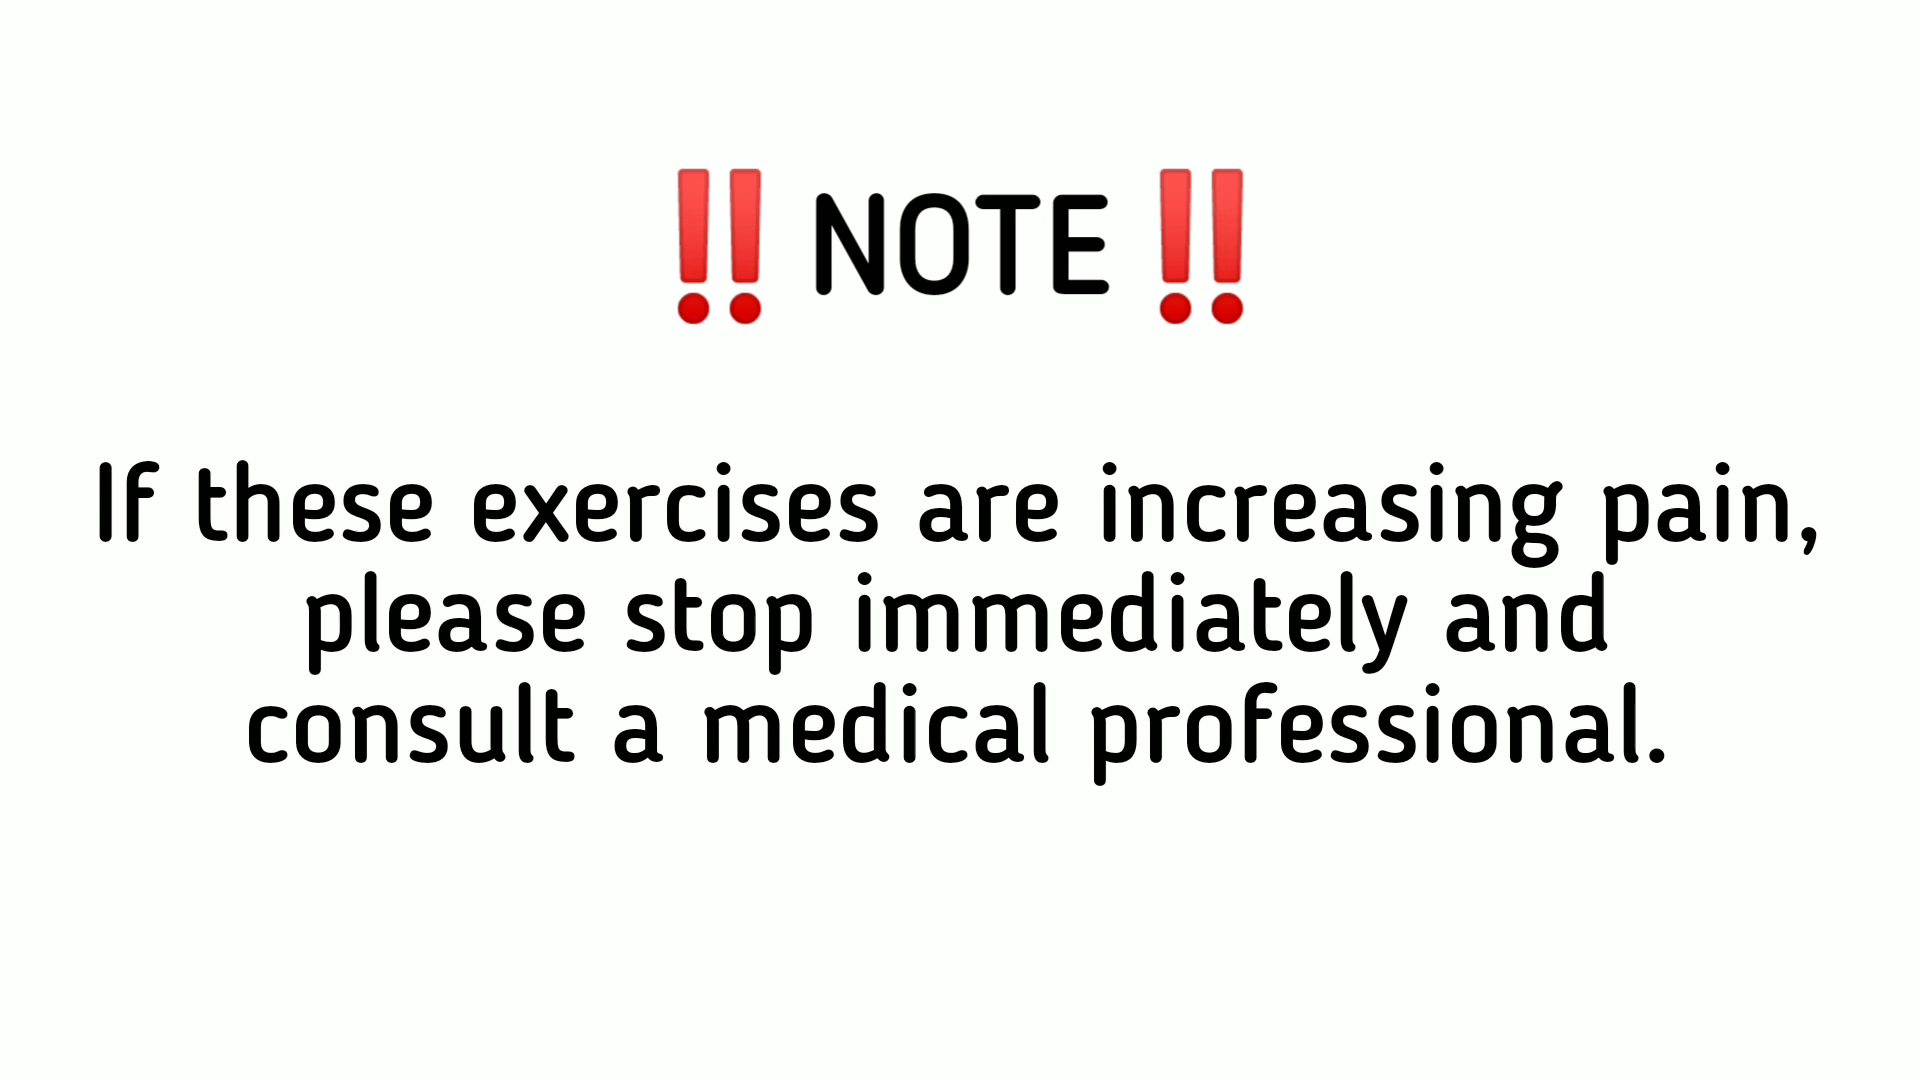 ‼️ NOTE ‼️
If these exercises are increasing pain,
please stop immediately and
consult a medical professional.